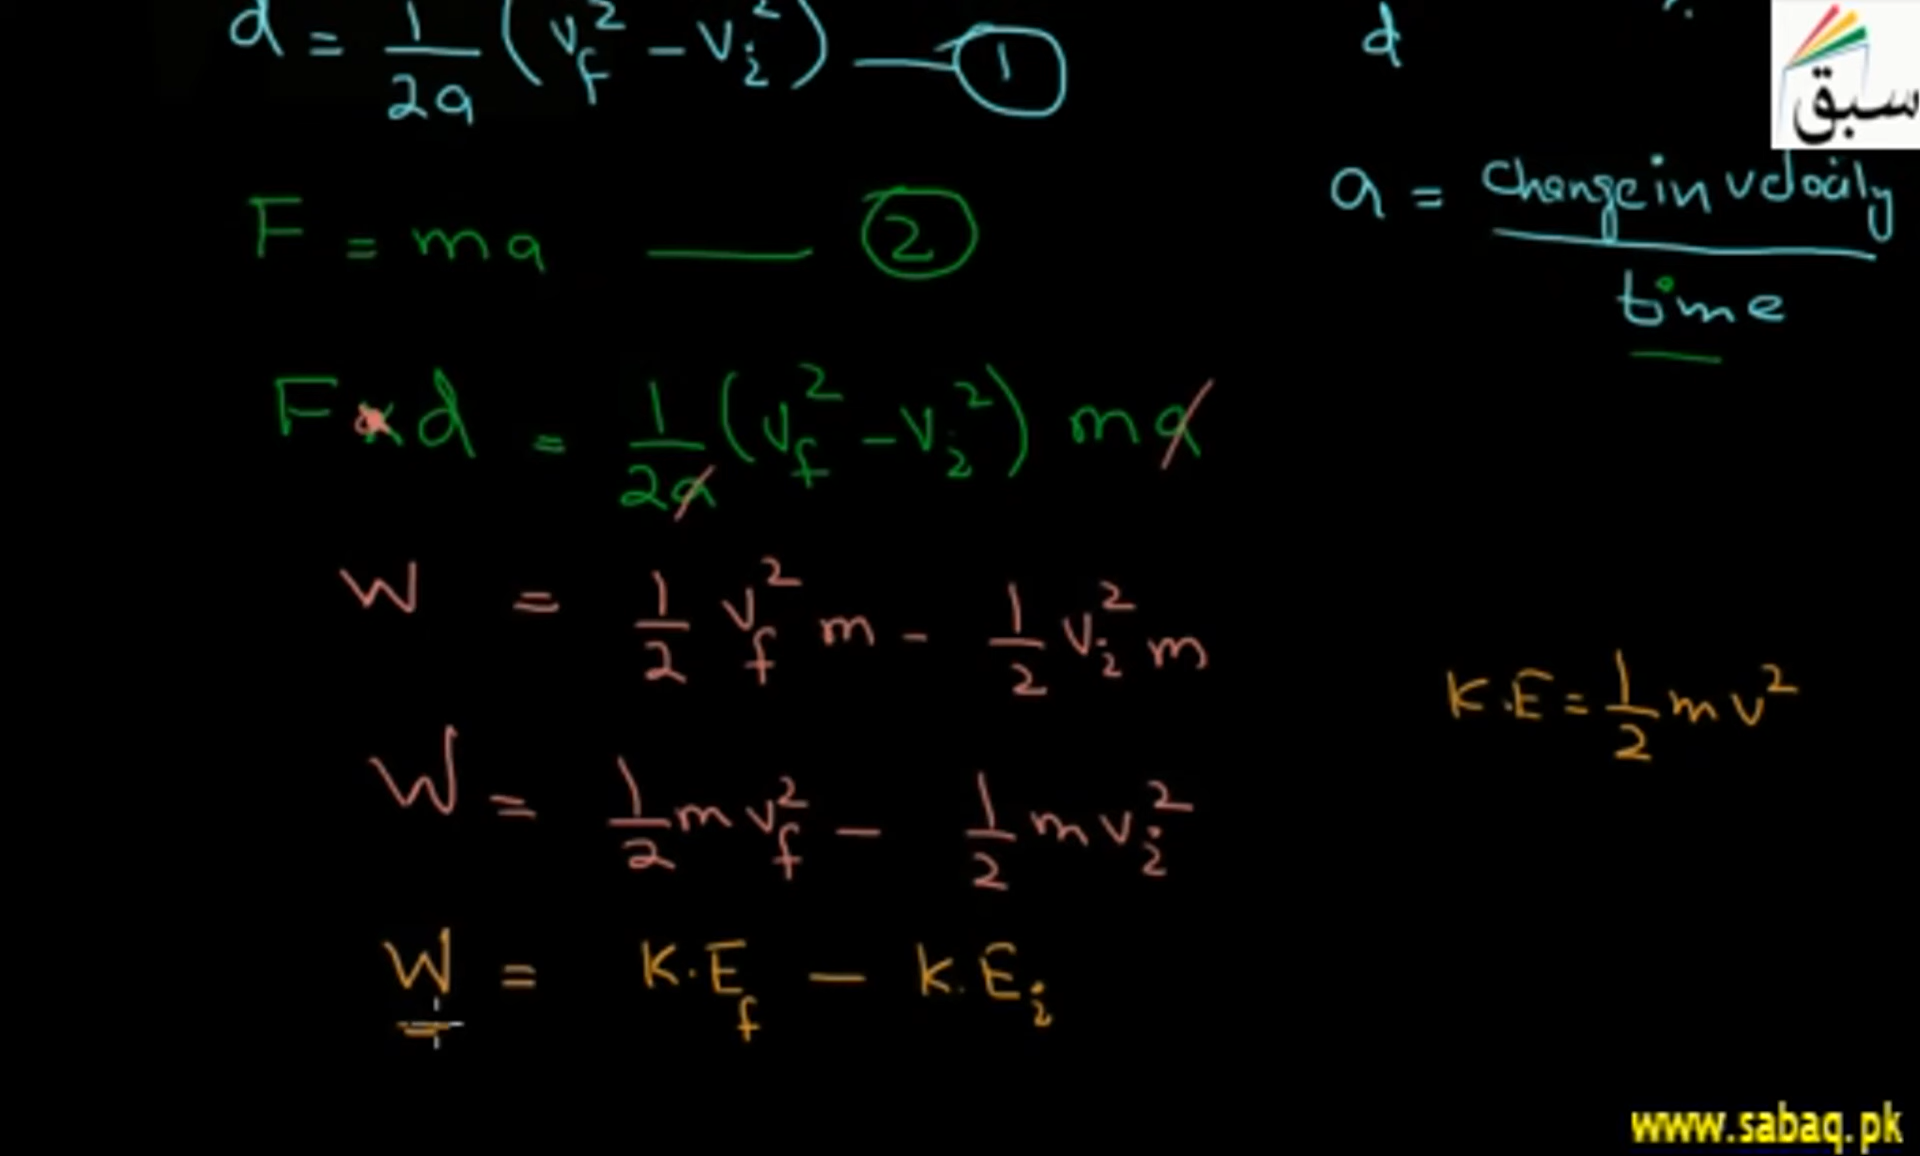 d = 1/2a (vf² - vi²) — 1
d
سبق
a = change in velocity / time
F = ma — 2
F × d = 1/2a (vf² - vi²) ma
W = 1/2 vf² m - 1/2 vi² m
K.E = 1/2 mv²
W = 1/2 mvf² - 1/2 mvi²
W = K.Ef - K.Ei
www.sabaq.pk